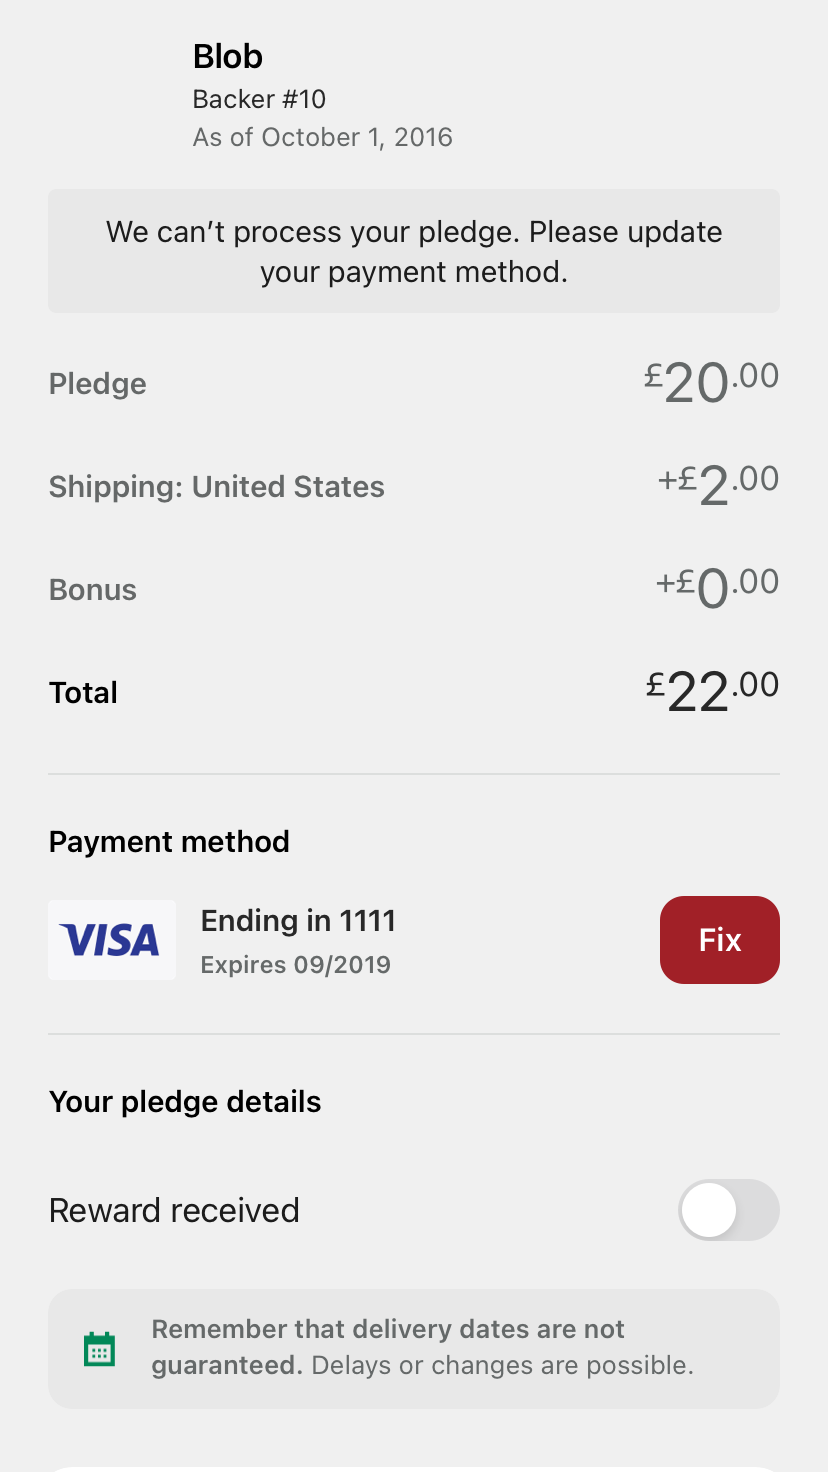 Blob
Backer #10
As of October 1, 2016
We can’t process your pledge. Please update
your payment method.
Pledge £20.00
Shipping: United States +£2.00
Bonus +£0.00
Total £22.00
Payment method
VISA
Ending in 1111
Expires 09/2019
Fix
Your pledge details
Reward received
Remember that delivery dates are not
guaranteed. Delays or changes are possible.